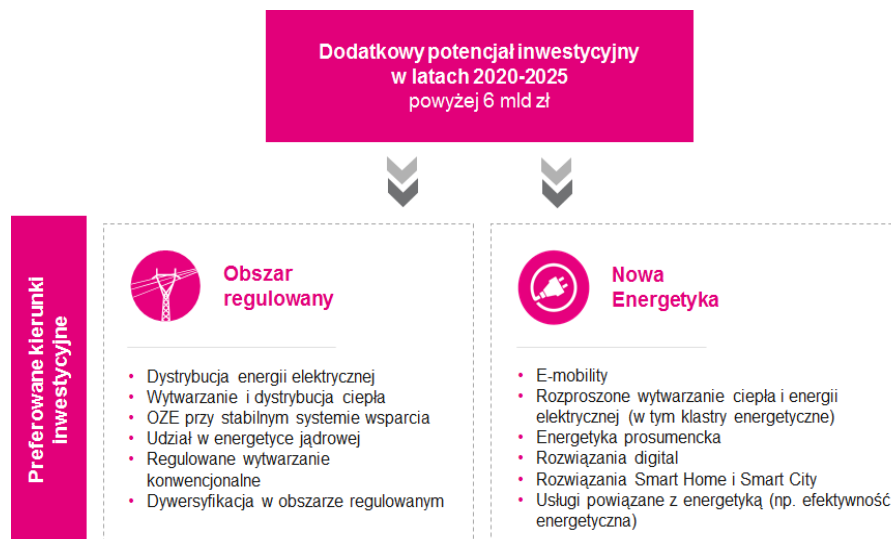 Dodatkowy potencjał inwestycyjny
w latach 2020-2025
powyżej 6 mld zł
Preferowane kierunki
Inwestycyjne
Obszar
regulowany
• Dystrybucja energii elektrycznej
• Wytwarzanie i dystrybucja ciepła
• OZE przy stabilnym systemie wsparcia
• Udział w energetyce jądrowej
• Regulowane wytwarzanie
konwencjonalne
• Dywersyfikacja w obszarze regulowanym
Nowa
Energetyka
• E-mobility
• Rozproszone wytwarzanie ciepła i energii
elektrycznej (w tym klastry energetyczne)
• Energetyka prosumencka
• Rozwiązania digital
• Rozwiązania Smart Home i Smart City
• Usługi powiązane z energetyką (np. efektywność
energetyczna)